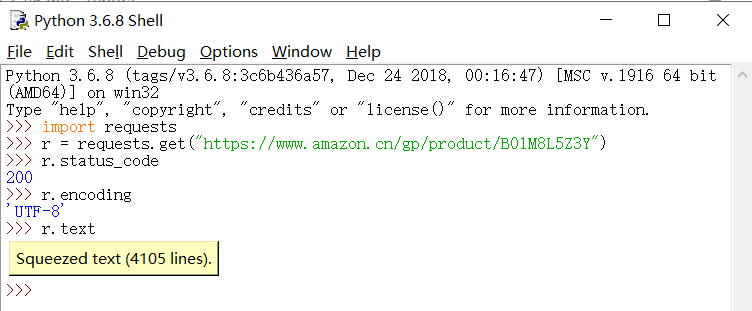 Python 3.6.8 Shell
File Edit Shell Debug Options Window Help
Python 3.6.8 (tags/v3.6.8:3c6b436a57, Dec 24 2018, 00:16:47) [MSC v.1916 64 bit
(AMD64)] on win32
Type "help", "copyright", "credits" or "license()" for more information.
>>> import requests
>>> r = requests.get("https://www.amazon.cn/gp/product/B01M8L5Z3Y")
>>> r.status_code
200
>>> r.encoding
'UTF-8'
>>> r.text
Squeezed text (4105 lines).
>>>